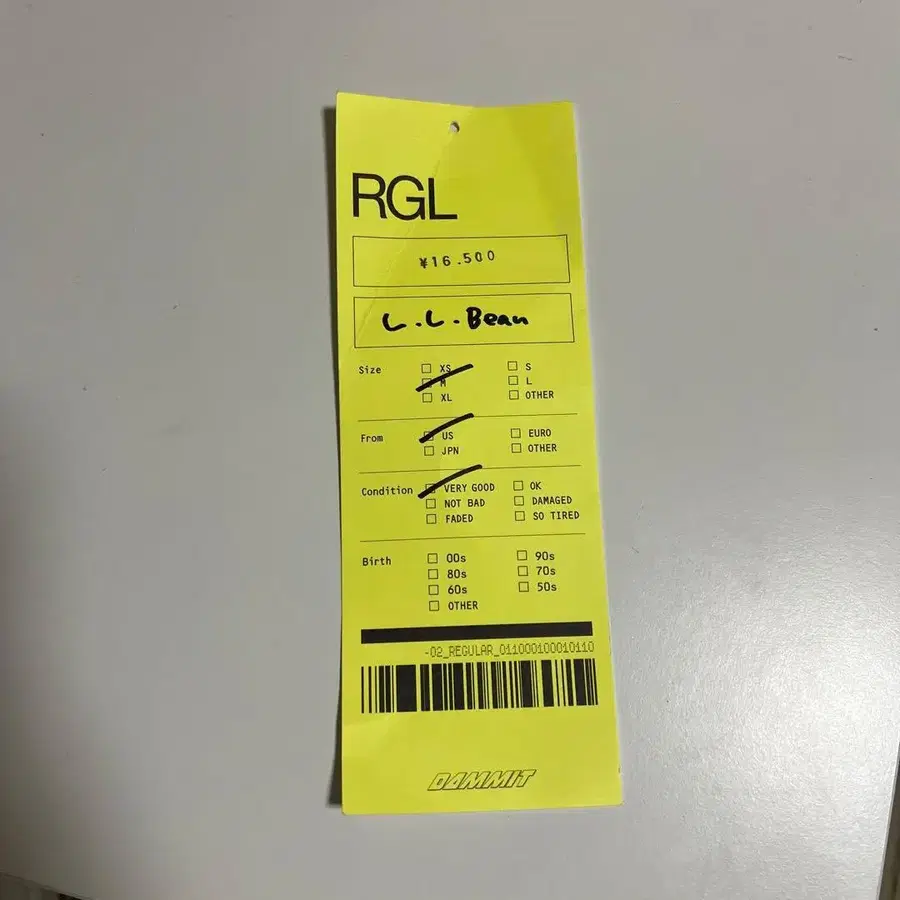 RGL
¥16.500
L.L.Bean
Size □ XS □ S
□ M □ L
□ XL □ OTHER
From □ US □ EURO
□ JPN □ OTHER
Condition □ VERY GOOD □ OK
□ NOT BAD □ DAMAGED
□ FADED □ SO TIRED
Birth □ 00s □ 90s
□ 80s □ 70s
□ 60s □ 50s
□ OTHER
-02_REGULAR_011000100010110
DAMMIT